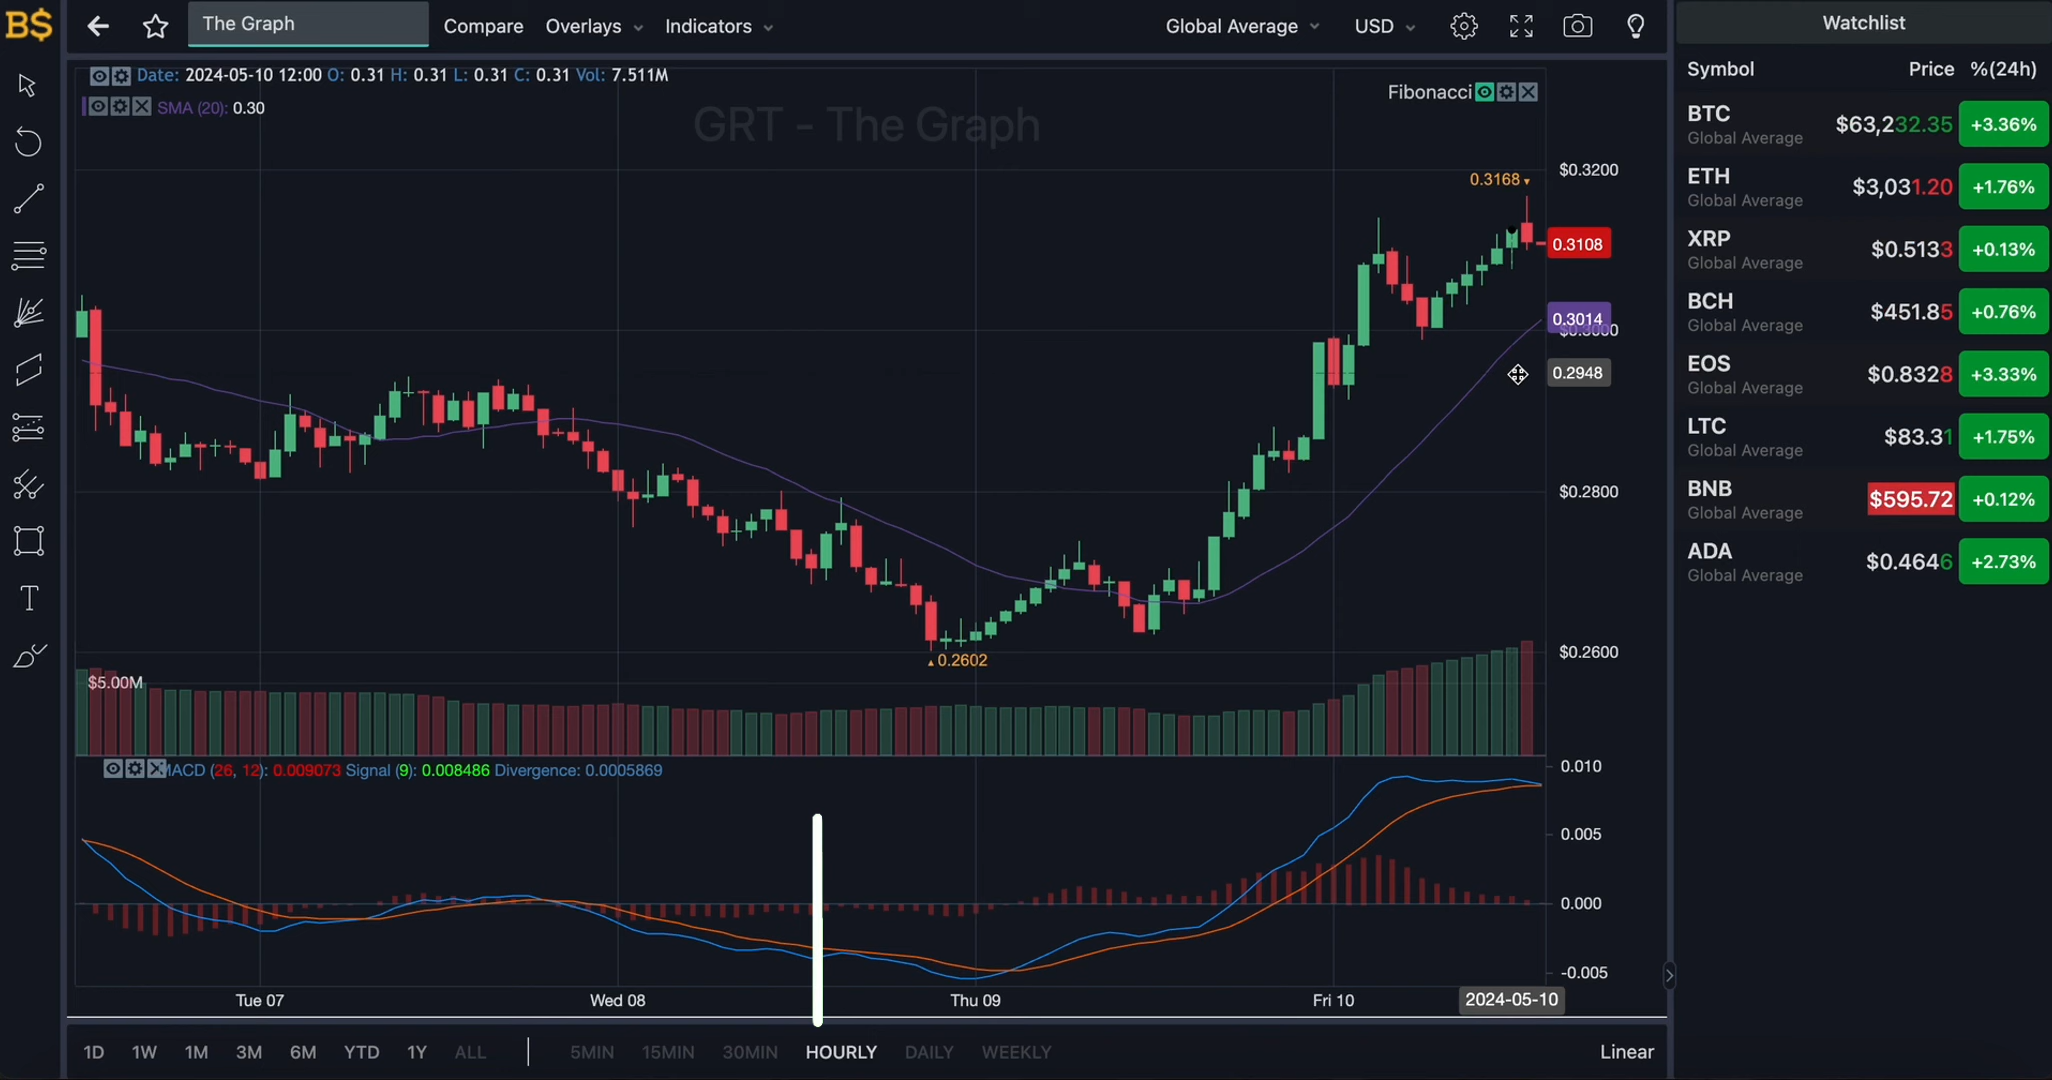 B$
The Graph
Compare
Overlays
Indicators
Global Average
USD
Watchlist
Date: 2024-05-10 12:00 O: 0.31 H: 0.31 L: 0.31 C: 0.31 Vol: 7.511M
SMA (20): 0.30
GRT - The Graph
Fibonacci
$0.3200
0.3168
0.3108
0.3014
$0.3000
0.2948
$0.2800
$0.2600
0.2602
$5.00M
MACD (26, 12): 0.009073 Signal (9): 0.008486 Divergence: 0.0005869
0.010
0.005
0.000
-0.005
Tue 07
Wed 08
Thu 09
Fri 10
2024-05-10
1D 1W 1M 3M 6M YTD 1Y ALL
5MIN 15MIN 30MIN HOURLY DAILY WEEKLY
Linear
Symbol Price %(24h)
BTC $63,232.35 +3.36%
Global Average
ETH $3,031.20 +1.76%
Global Average
XRP $0.5133 +0.13%
Global Average
BCH $451.85 +0.76%
Global Average
EOS $0.8328 +3.33%
Global Average
LTC $83.31 +1.75%
Global Average
BNB $595.72 +0.12%
Global Average
ADA $0.4646 +2.73%
Global Average
T